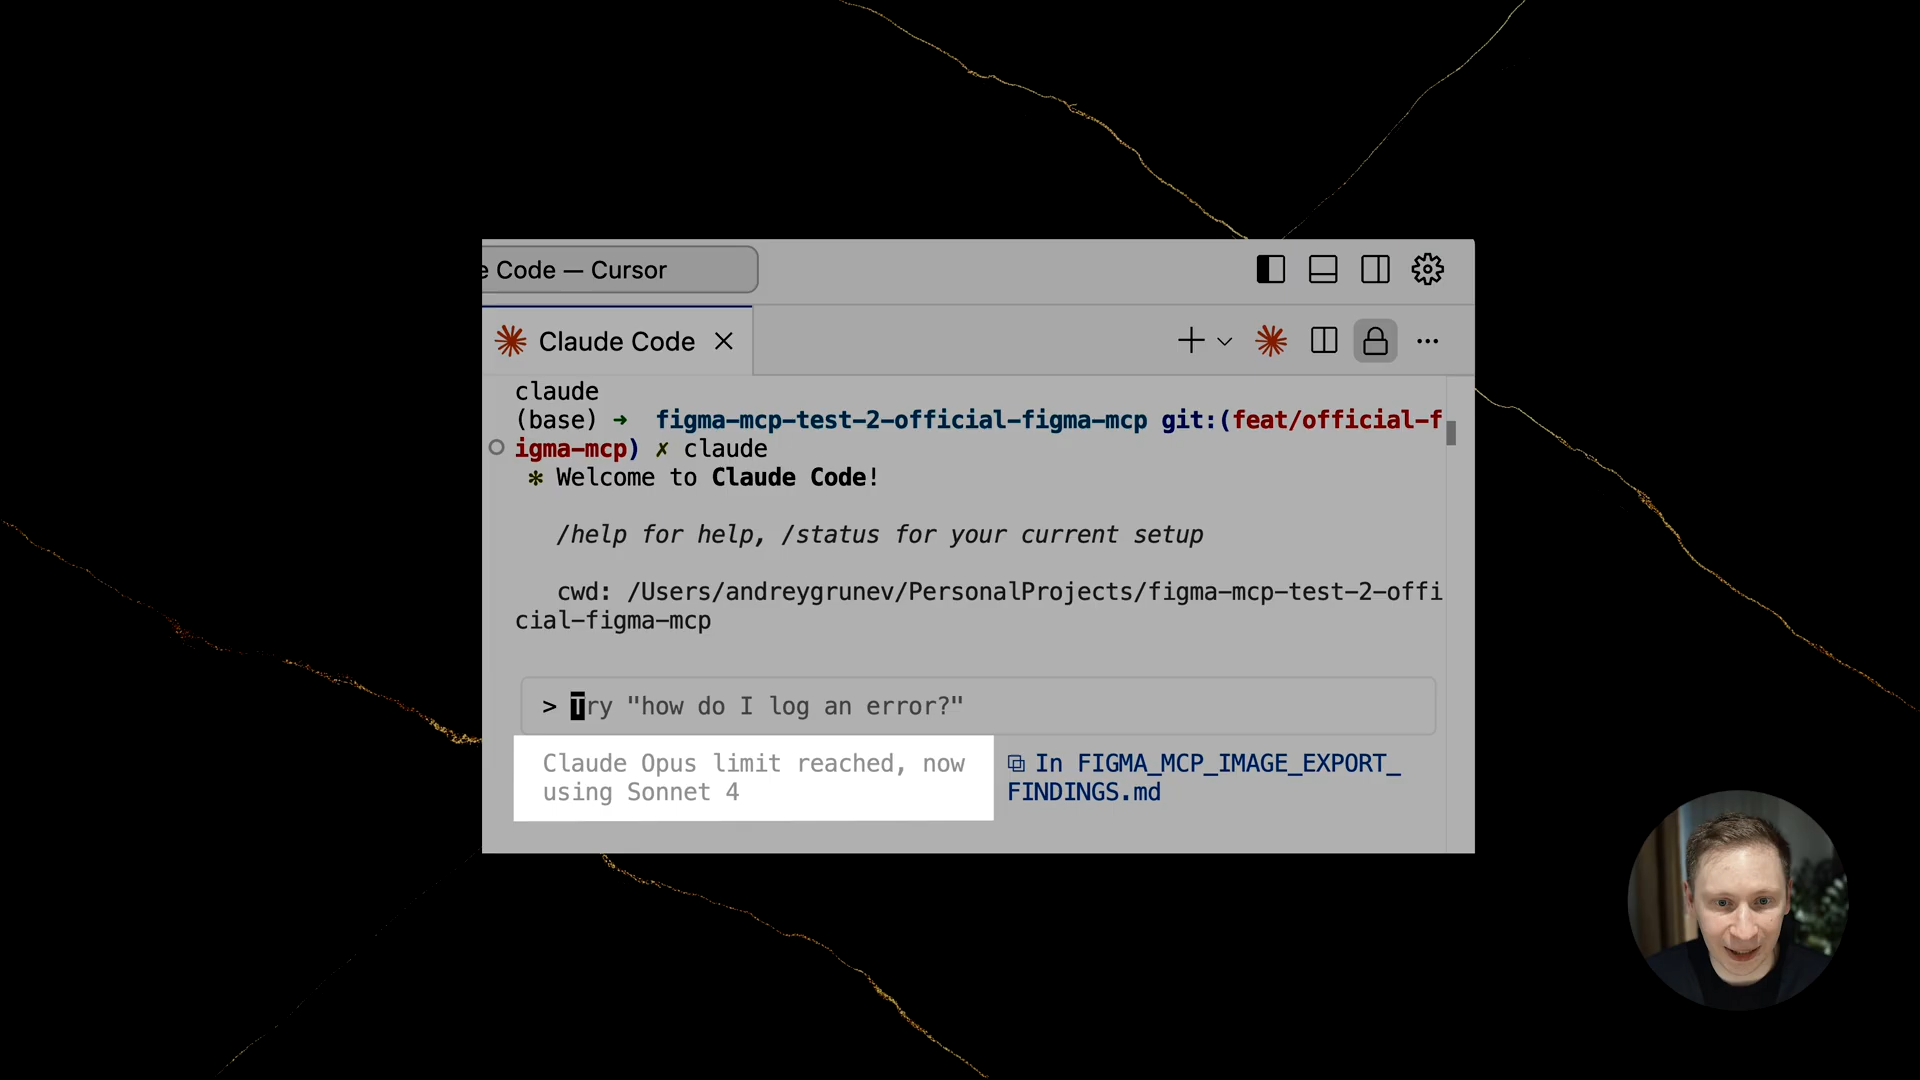 e Code — Cursor
Claude Code
claude
(base) ➜ figma-mcp-test-2-official-figma-mcp git:(feat/official-f
igma-mcp) ✗ claude
✻ Welcome to Claude Code!
/help for help, /status for your current setup
cwd: /Users/andreygrunev/PersonalProjects/figma-mcp-test-2-offi
cial-figma-mcp
> Try "how do I log an error?"
Claude Opus limit reached, now
using Sonnet 4
In FIGMA_MCP_IMAGE_EXPORT_
FINDINGS.md